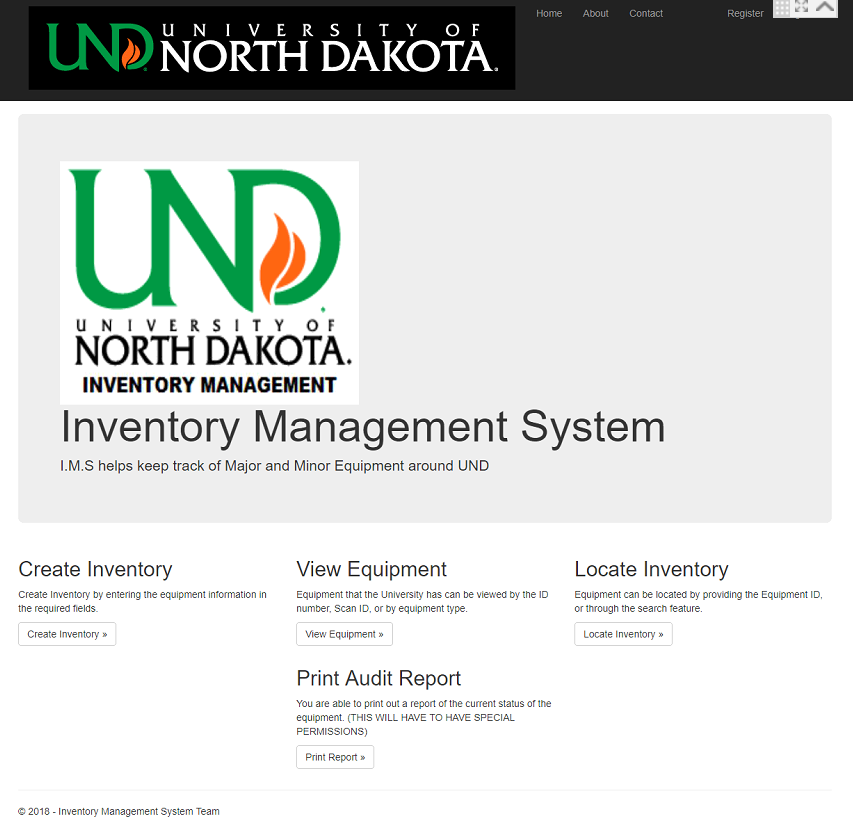 UND UNIVERSITY OF
NORTH DAKOTA.
Home About Contact Register
UND
UNIVERSITY OF
NORTH DAKOTA.
INVENTORY MANAGEMENT
Inventory Management System
I.M.S helps keep track of Major and Minor Equipment around UND
Create Inventory
Create Inventory by entering the equipment information in
the required fields.
Create Inventory »
View Equipment
Equipment that the University has can be viewed by the ID
number, Scan ID, or by equipment type.
View Equipment »
Locate Inventory
Equipment can be located by providing the Equipment ID,
or through the search feature.
Locate Inventory »
Print Audit Report
You are able to print out a report of the current status of the
equipment. (THIS WILL HAVE TO HAVE SPECIAL
PERMISSIONS)
Print Report »
© 2018 - Inventory Management System Team